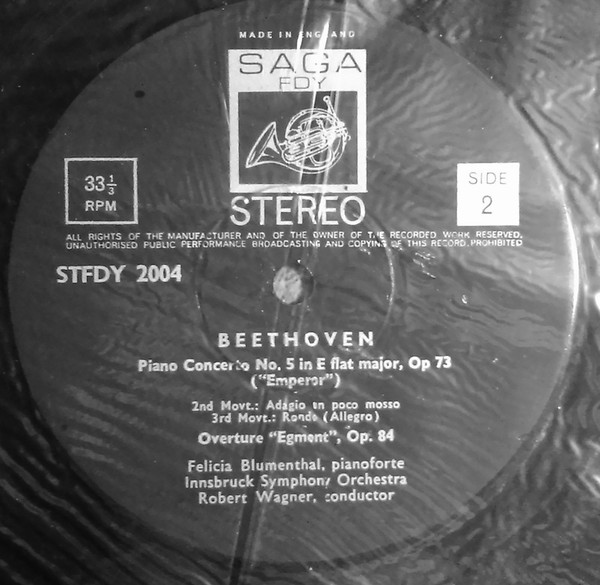 MADE IN ENGLAND
SAGA
FDY
33⅓
RPM
SIDE
2
STEREO
ALL RIGHTS OF THE MANUFACTURER AND OF THE OWNER OF THE RECORDED WORK RESERVED,
UNAUTHORISED PUBLIC PERFORMANCE BROADCASTING AND COPYING OF THIS RECORD, PROHIBITED
STFDY 2004
BEETHOVEN
Piano Concerto No. 5 in E flat major, Op 73
("Emperor")
2nd Movt.: Adagio un poco mosso
3rd Movt.: Rondo (Allegro)
Overture "Egmont", Op. 84
Felicia Blumenthal, pianoforte
Innsbruck Symphony Orchestra
Robert Wagner, conductor